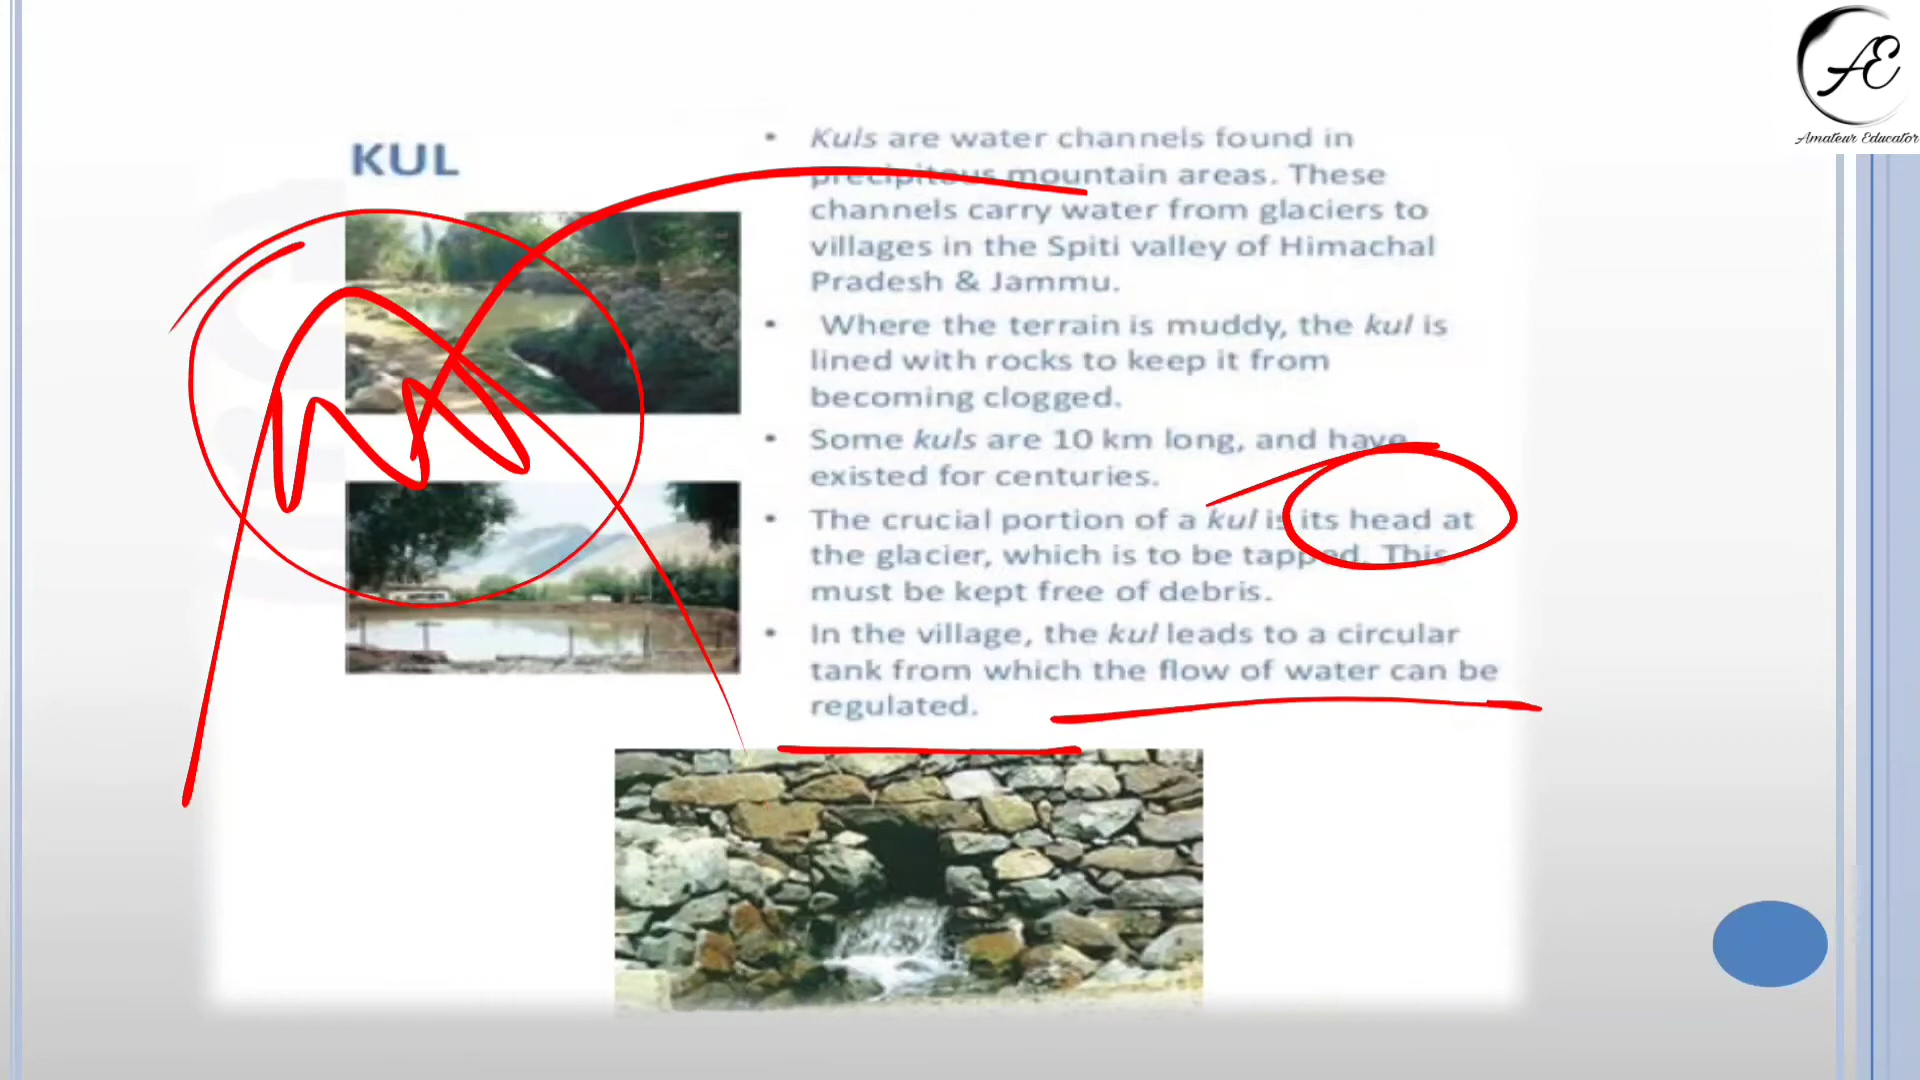 AE
Amateur Educator
KUL
• Kuls are water channels found in
precipitous mountain areas. These
channels carry water from glaciers to
villages in the Spiti valley of Himachal
Pradesh & Jammu.
• Where the terrain is muddy, the kul is
lined with rocks to keep it from
becoming clogged.
• Some kuls are 10 km long, and have
existed for centuries.
• The crucial portion of a kul is its head at
the glacier, which is to be tapped. This
must be kept free of debris.
• In the village, the kul leads to a circular
tank from which the flow of water can be
regulated.